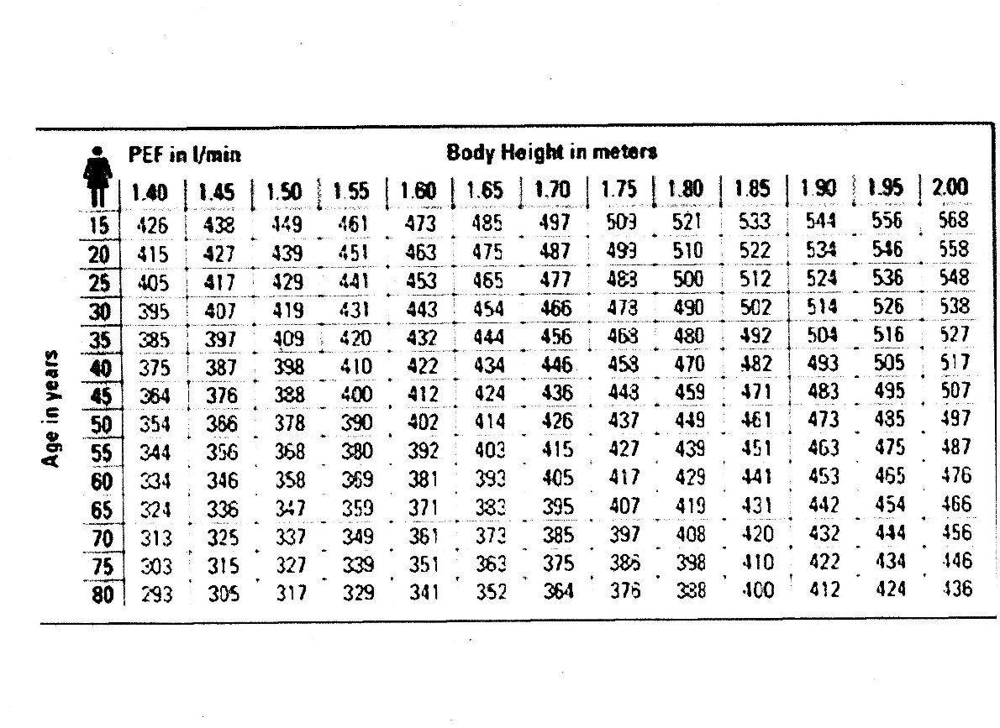 PEF in l/min Body Height in meters
1.40 1.45 1.50 1.55 1.60 1.65 1.70 1.75 1.80 1.85 1.90 1.95 2.00
Age in years
15 426 438 449 461 473 485 497 509 521 533 544 556 568
20 415 427 439 451 463 475 487 499 510 522 534 546 558
25 405 417 429 441 453 465 477 488 500 512 524 536 548
30 395 407 419 431 443 454 466 478 490 502 514 526 538
35 385 397 409 420 432 444 456 468 480 492 504 516 527
40 375 387 398 410 422 434 446 458 470 482 493 505 517
45 364 376 388 400 412 424 436 448 459 471 483 495 507
50 354 366 378 390 402 414 426 437 449 461 473 485 497
55 344 356 368 380 392 403 415 427 439 451 463 475 487
60 334 346 358 369 381 393 405 417 429 441 453 465 476
65 324 336 347 359 371 383 395 407 419 431 442 454 466
70 313 325 337 349 361 373 385 397 408 420 432 444 456
75 303 315 327 339 351 363 375 386 398 410 422 434 446
80 293 305 317 329 341 352 364 376 388 400 412 424 436